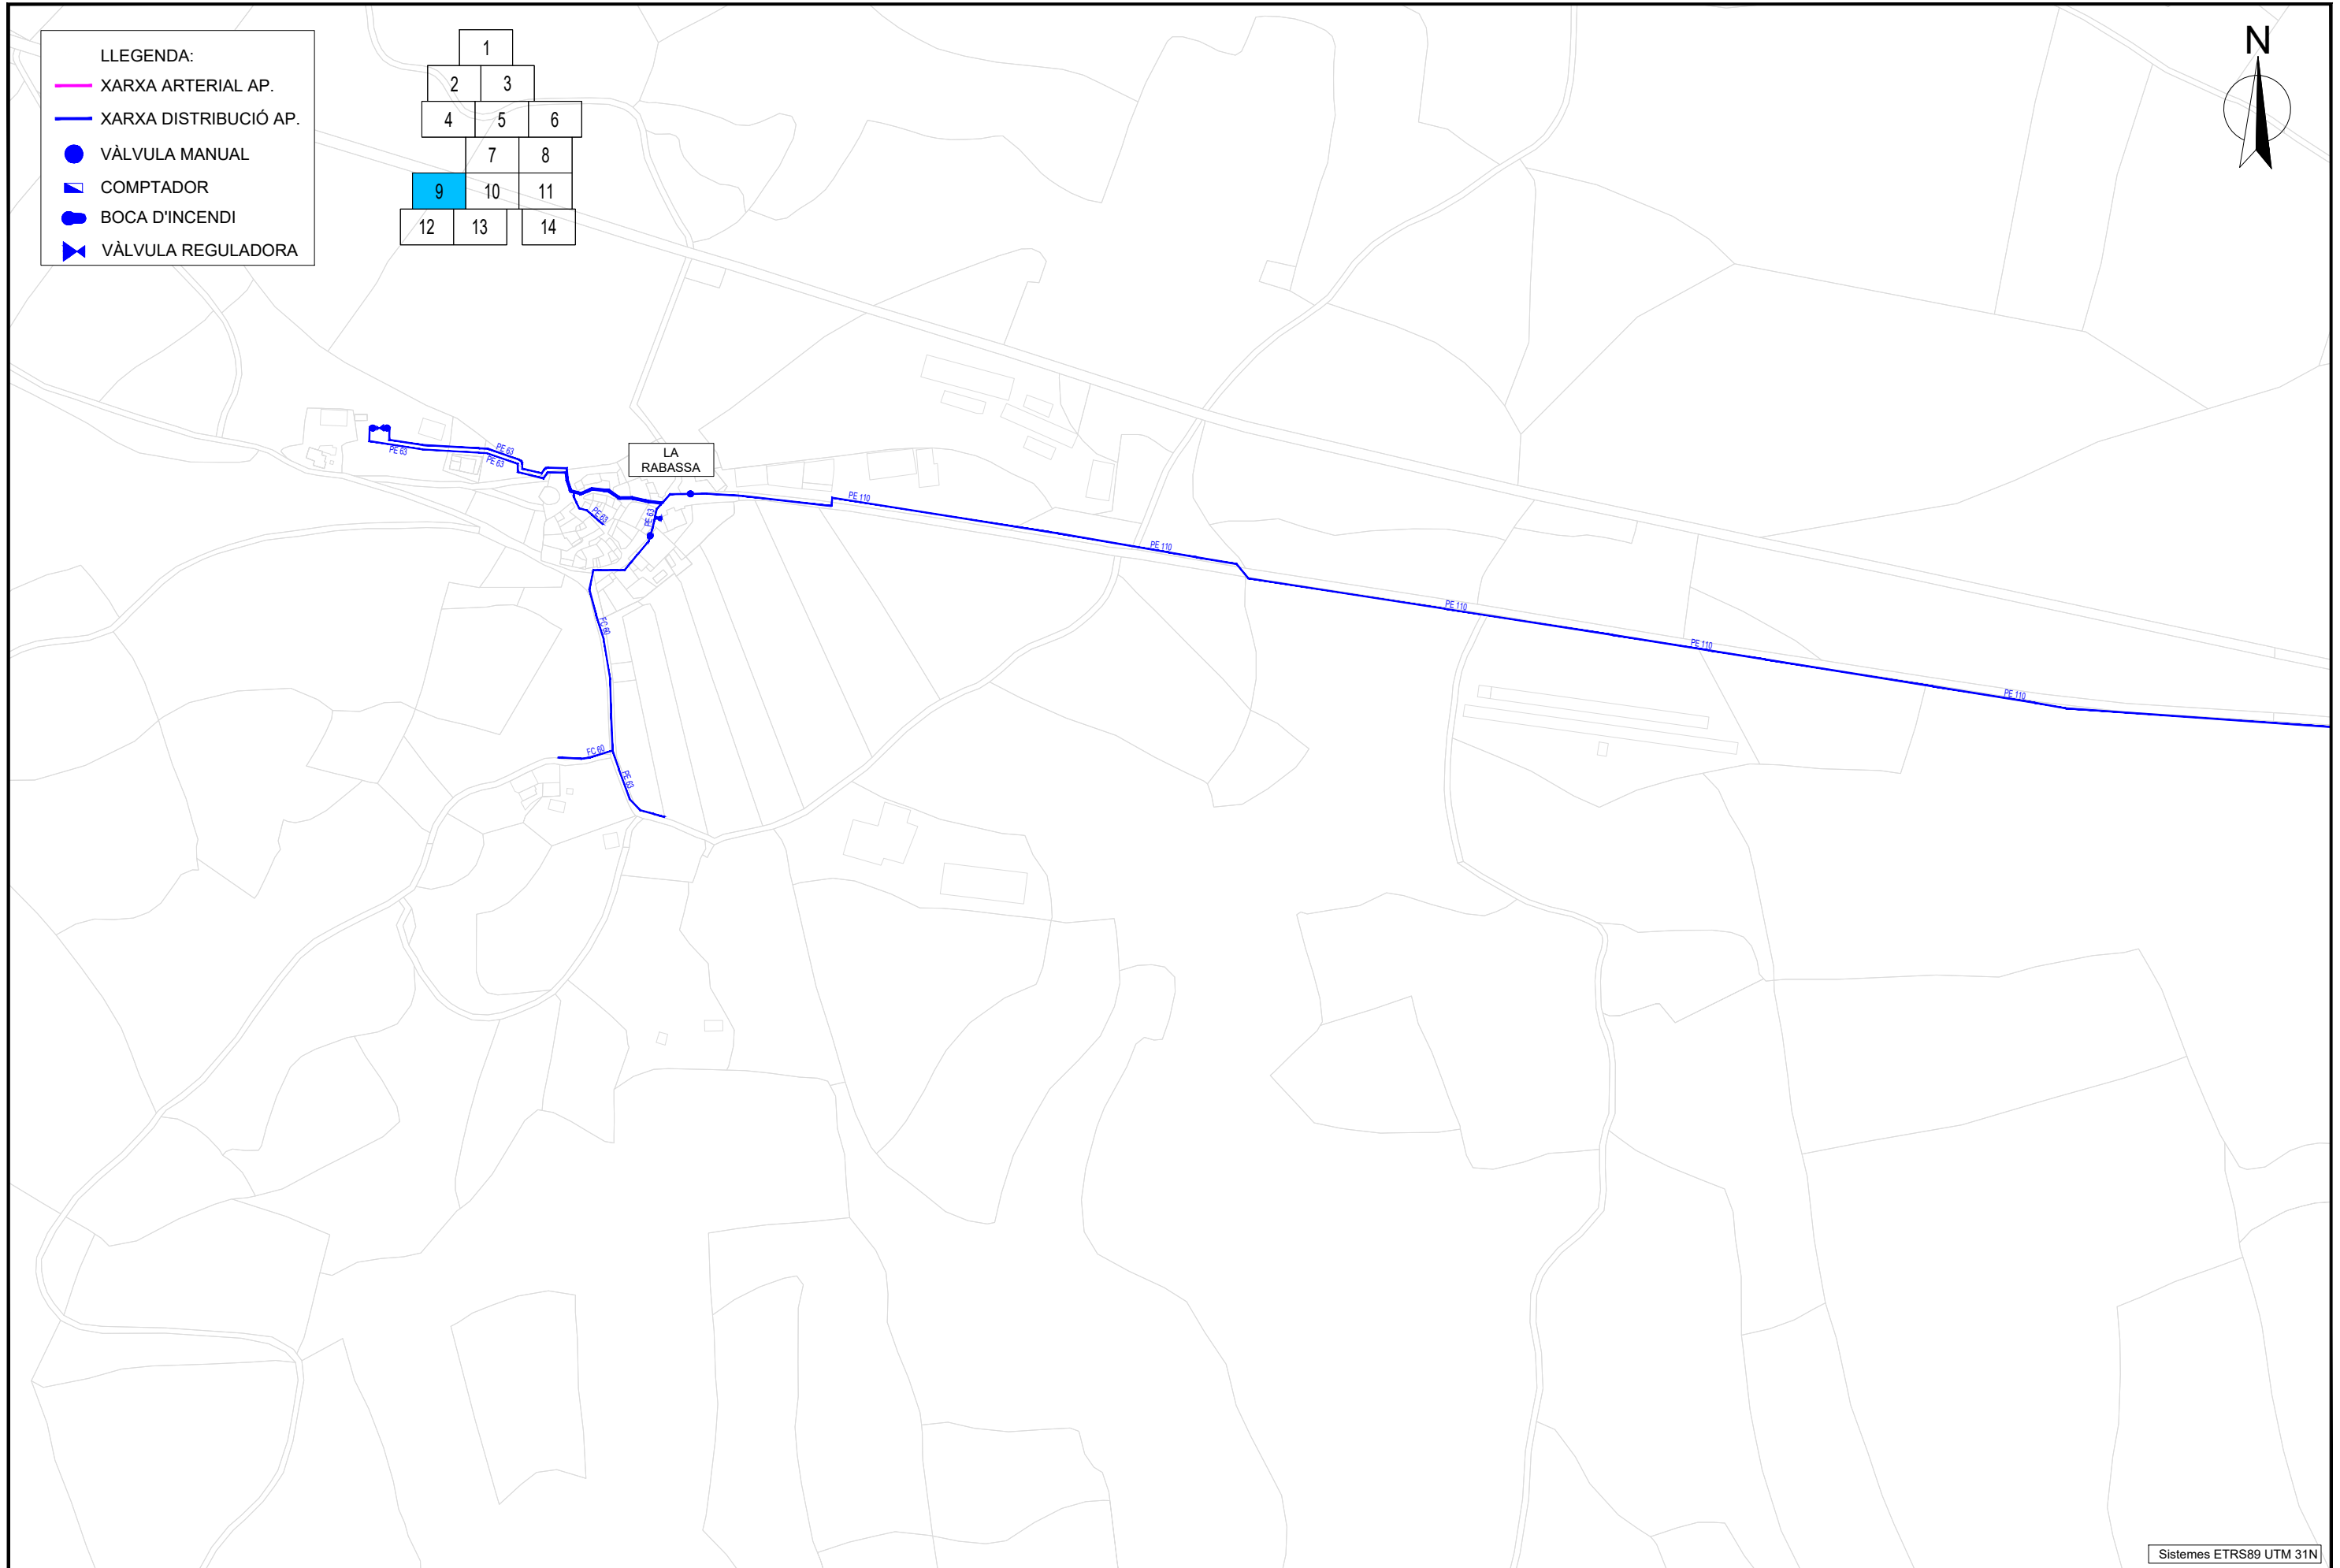 LLEGENDA:
XARXA ARTERIAL AP.
XARXA DISTRIBUCIÓ AP.
VÀLVULA MANUAL
COMPTADOR
BOCA D'INCENDI
VÀLVULA REGULADORA
1
2 3
4 5 6
7 8
9 10 11
12 13 14
N
LA
RABASSA
PE 63
PE 63
PE 63
PE 63
PE 63
PE 110
PE 110
PE 110
PE 110
PE 110
FC 60
FC 60
PE 63
Sistemes ETRS89 UTM 31N